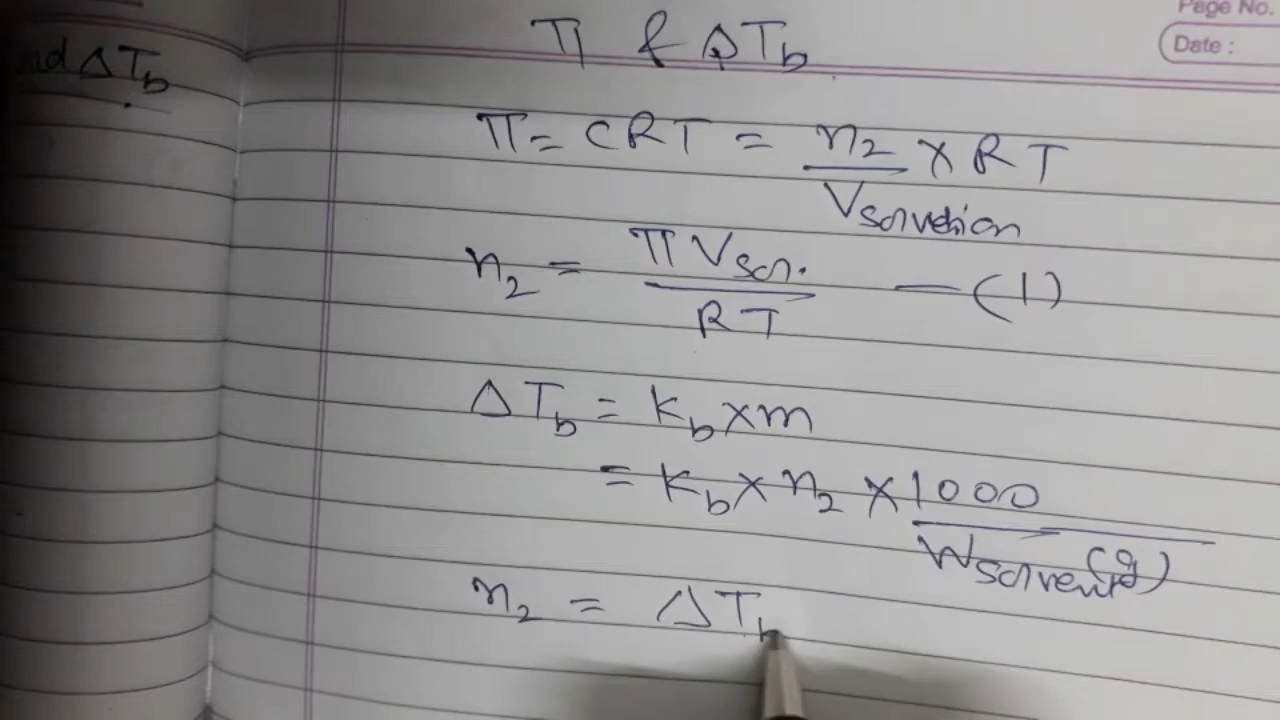 Page No.
Date :
nd ΔTb
π & ΔTb
π = CRT = n2/Vsolution × RT
n2 = πVsoln. / RT — (1)
ΔTb = Kb × m
= Kb × n2 × 1000 / Wsolvent(g)
n2 = ΔTb